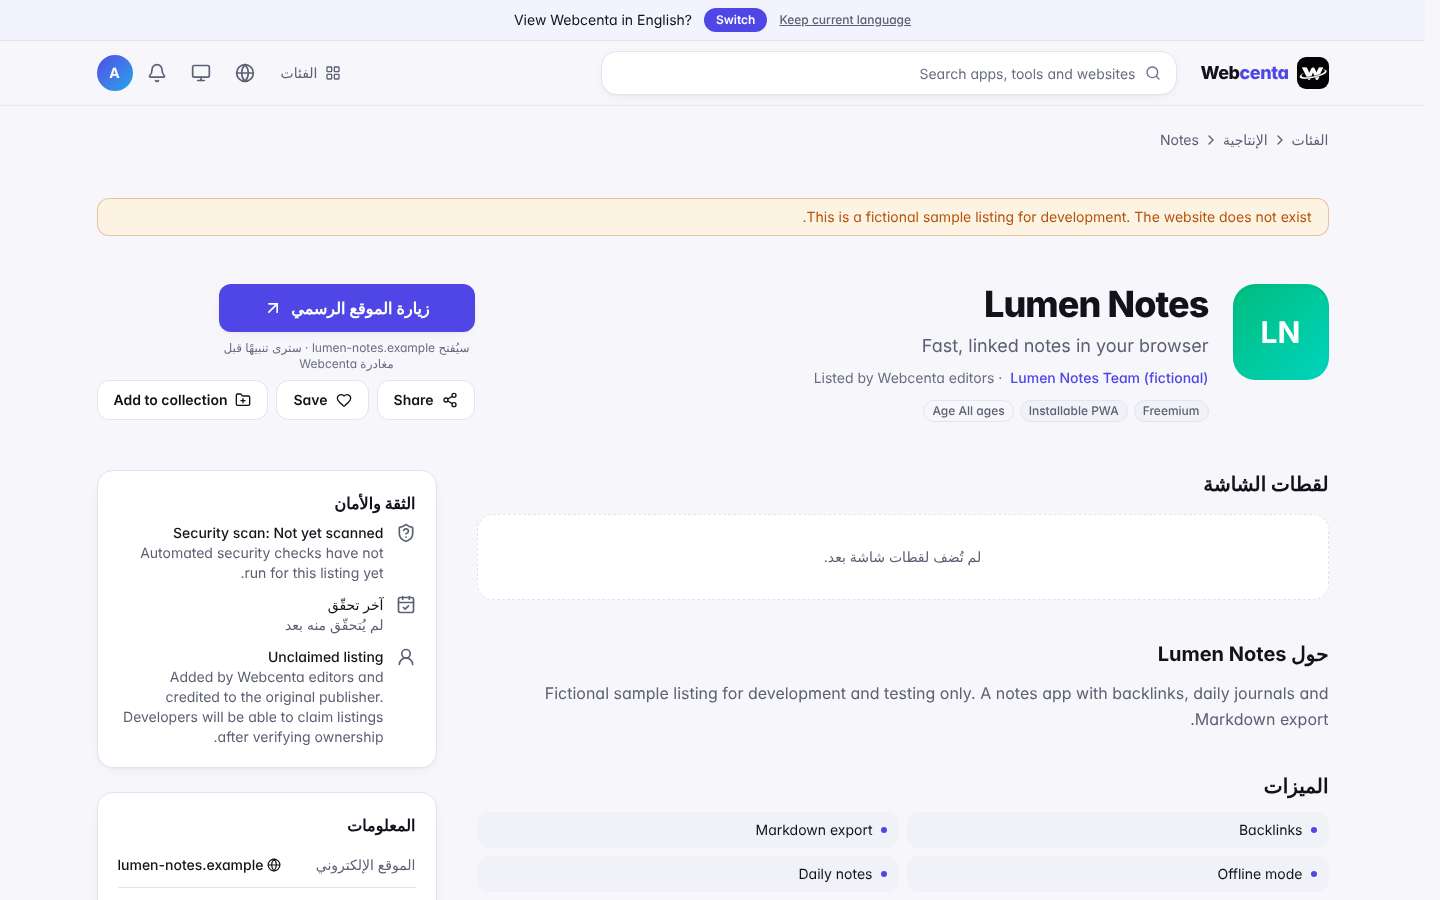 View Webcenta in English? Switch Keep current language
Webcenta
Search apps, tools and websites
الفئات
A
الفئات
الإنتاجية
Notes
This is a fictional sample listing for development. The website does not exist.
LN
Lumen Notes
Fast, linked notes in your browser
Lumen Notes Team (fictional) · Listed by Webcenta editors
Freemium
Installable PWA
Age All ages
زيارة الموقع الرسمي
سيُفتح lumen-notes.example · سترى تنبيهًا قبل
مغادرة Webcenta
Share
Save
Add to collection
لقطات الشاشة
لم تُضف لقطات شاشة بعد.
حول Lumen Notes
Fictional sample listing for development and testing only. A notes app with backlinks, daily journals and
Markdown export.
الميزات
Backlinks
Markdown export
Offline mode
Daily notes
الثقة والأمان
Security scan: Not yet scanned
Automated security checks have not
run for this listing yet.
آخر تحقّق
لم يُتحقّق منه بعد
Unclaimed listing
Added by Webcenta editors and
credited to the original publisher.
Developers will be able to claim listings
after verifying ownership.
المعلومات
الموقع الإلكتروني
lumen-notes.example